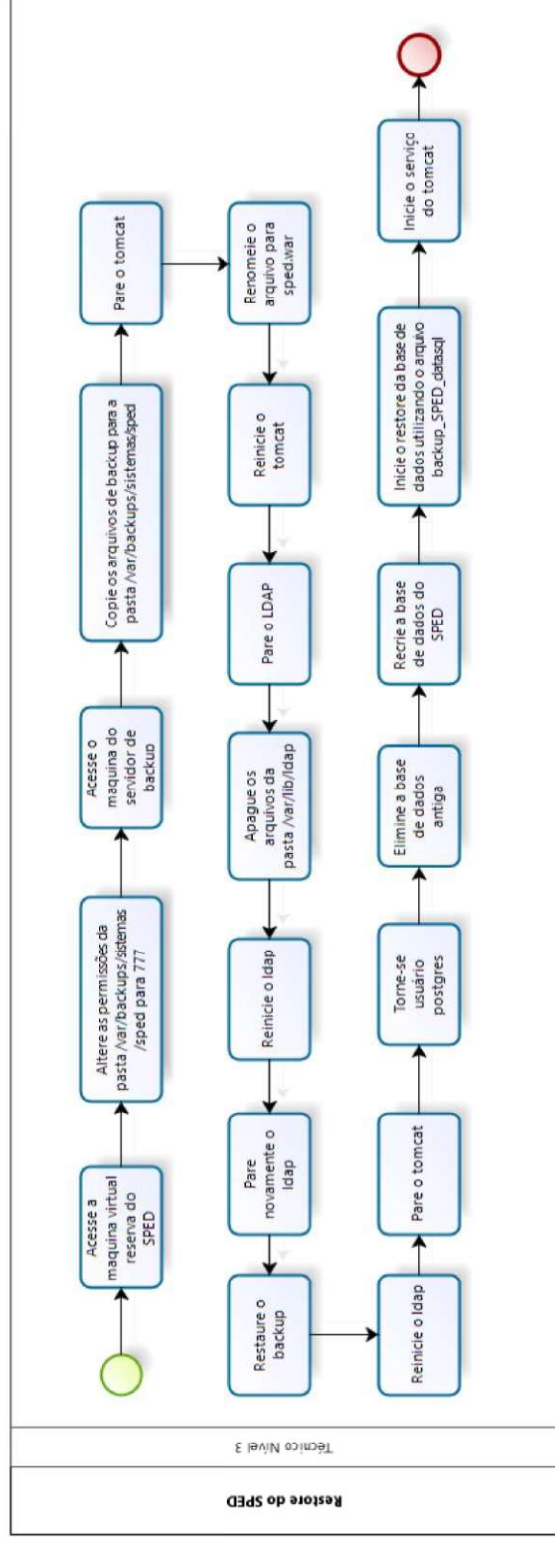 Restore do SPED
Técnico Nível 3
Acesse a
maquina virtual
reserva do
SPED
Altere as permissões da
pasta /var/backups/sistemas
/sped para 777
Acesse o
maquina do
servidor de
backup
Copie os arquivos de backup para a
pasta /var/backups/sistemas/sped
Pare o tomcat
Renomeie o
arquivo para
sped.war
Reinicie o
tomcat
Pare o LDAP
Apague os
arquivos da
pasta /var/lib/ldap
Reinicie o ldap
Pare
novamente o
ldap
Restaure o
backup
Reinicie o ldap
Pare o tomcat
Torne-se
usuário
postgres
Elimine a base
de dados
antiga
Recrie a base
de dados do
SPED
Inicie o restore da base de
dados utilizando o arquivo
backup_SPED_datasql
Inicie o serviço
do tomcat